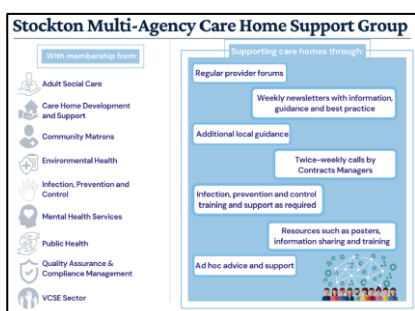 Stockton Multi-Agency Care Home Support Group
With membership from:
Adult Social Care
Care Home Development
and Support
Community Matrons
Environmental Health
Infection, Prevention and
Control
Mental Health Services
Public Health
Quality Assurance &
Compliance Management
VCSE Sector
Supporting care homes through:
Regular provider forums
Weekly newsletters with information,
guidance and best practice
Additional local guidance
Twice-weekly calls by
Contracts Managers
Infection, prevention and control
training and support as required
Resources such as posters,
information sharing and training
Ad hoc advice and support